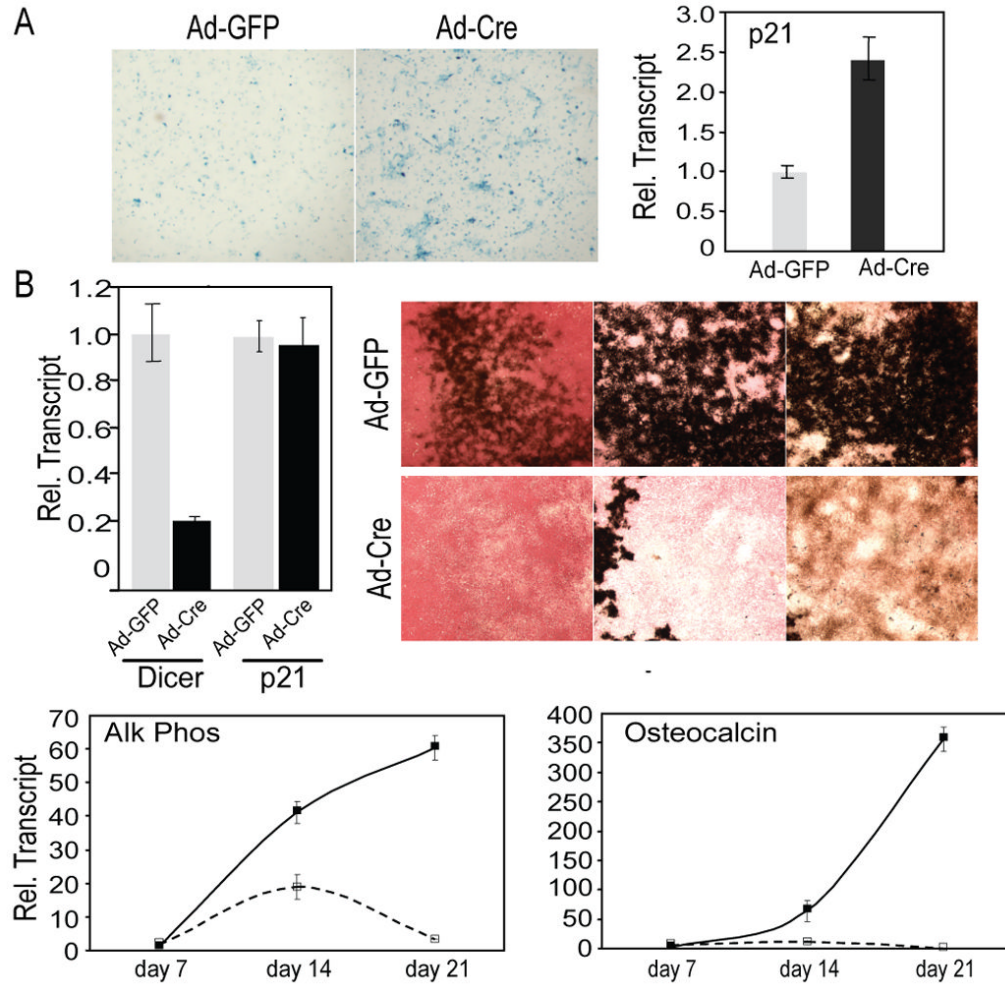 A
Ad-GFP
Ad-Cre
Rel. Transcript
3.0
2.5
2.0
1.5
1.0
0.5
0
p21
Ad-GFP
Ad-Cre
B
Rel. Transcript
1.2
1.0
0.8
0.6
0.4
0.2
0
Ad-GFP
Ad-Cre
Ad-GFP
Ad-Cre
Dicer
p21
Ad-GFP
Ad-Cre
-
Rel. Transcript
70
60
50
40
30
20
10
0
Alk Phos
day 7
day 14
day 21
400
350
300
250
200
150
100
50
0
Osteocalcin
day 7
day 14
day 21